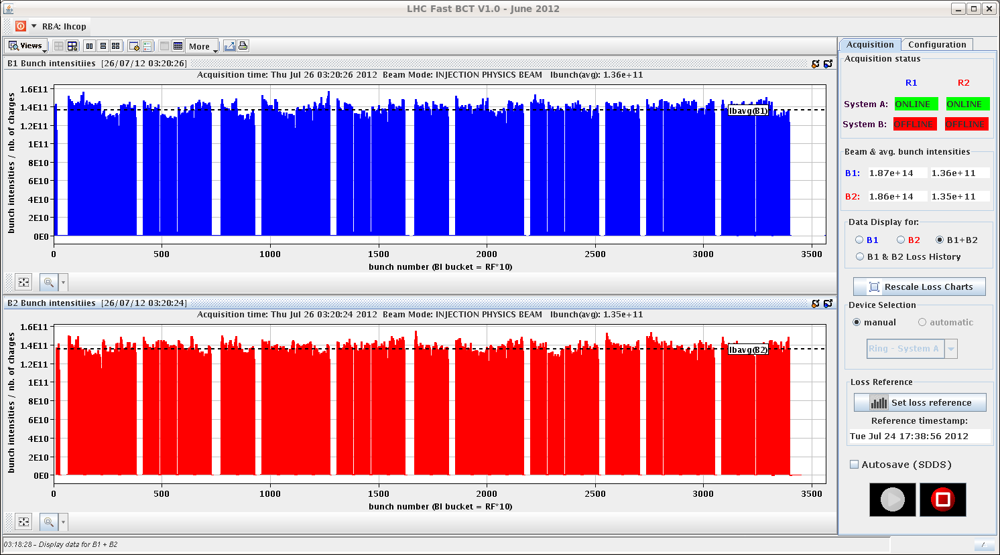 LHC Fast BCT V1.0 - June 2012
RBA: lhcop
Views
More
B1 Bunch intensitiies [26/07/12 03:20:26]
Acquisition time: Thu Jul 26 03:20:26 2012 Beam Mode: INJECTION PHYSICS BEAM Ibunch(avg): 1.36e+11
bunch intensities / nb. of charges
1.6E11
1.4E11
1.2E11
1E11
8E10
6E10
4E10
2E10
0E0
Ibavg(B1)
0 500 1000 1500 2000 2500 3000 3500
bunch number (BI bucket = RF*10)
B2 Bunch intensitiies [26/07/12 03:20:24]
Acquisition time: Thu Jul 26 03:20:24 2012 Beam Mode: INJECTION PHYSICS BEAM Ibunch(avg): 1.35e+11
bunch intensities / nb. of charges
1.6E11
1.4E11
1.2E11
1E11
8E10
6E10
4E10
2E10
0E0
Ibavg(B2)
0 500 1000 1500 2000 2500 3000 3500
bunch number (BI bucket = RF*10)
03:18:28 - Display data for B1 + B2
Acquisition Configuration
Acquisition status
R1 R2
System A: ONLINE ONLINE
System B: OFFLINE OFFLINE
Beam & avg. bunch intensities
B1: 1.87e+14 1.36e+11
B2: 1.86e+14 1.35e+11
Data Display for:
B1 B2 B1+B2
B1 & B2 Loss History
Rescale Loss Charts
Device Selection
manual automatic
Ring - System A
Loss Reference
Set loss reference
Reference timestamp:
Tue Jul 24 17:38:56 2012
Autosave (SDDS)